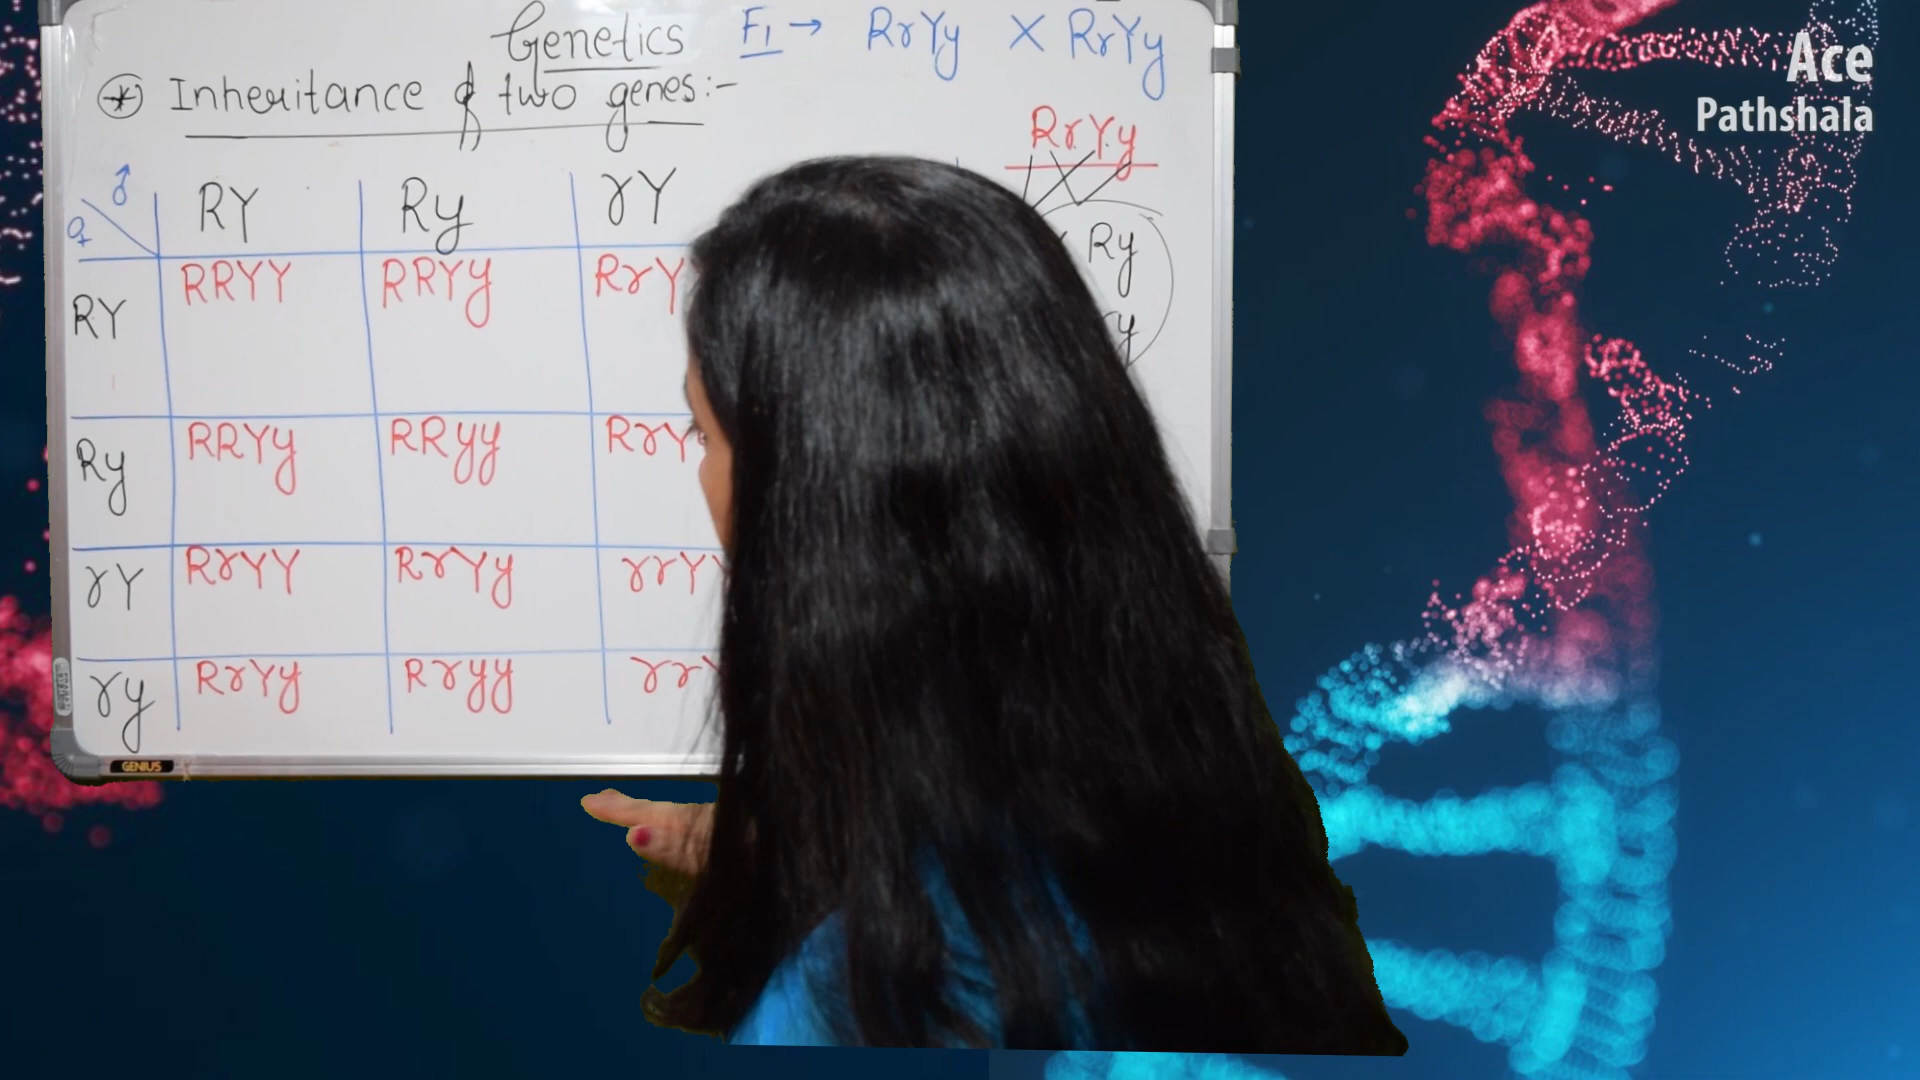 Genetics F1 → RrYy X RrYy
Inheritance of two genes:-
RrYy
♂ RY Ry rY
♀
Ry
RY RRYY RRYy RrY
y
Ry RRYy RRyy RrY
rY RrYY RrYy rrY
ry RrYy Rryy rr
GENIUS
Ace
Pathshala